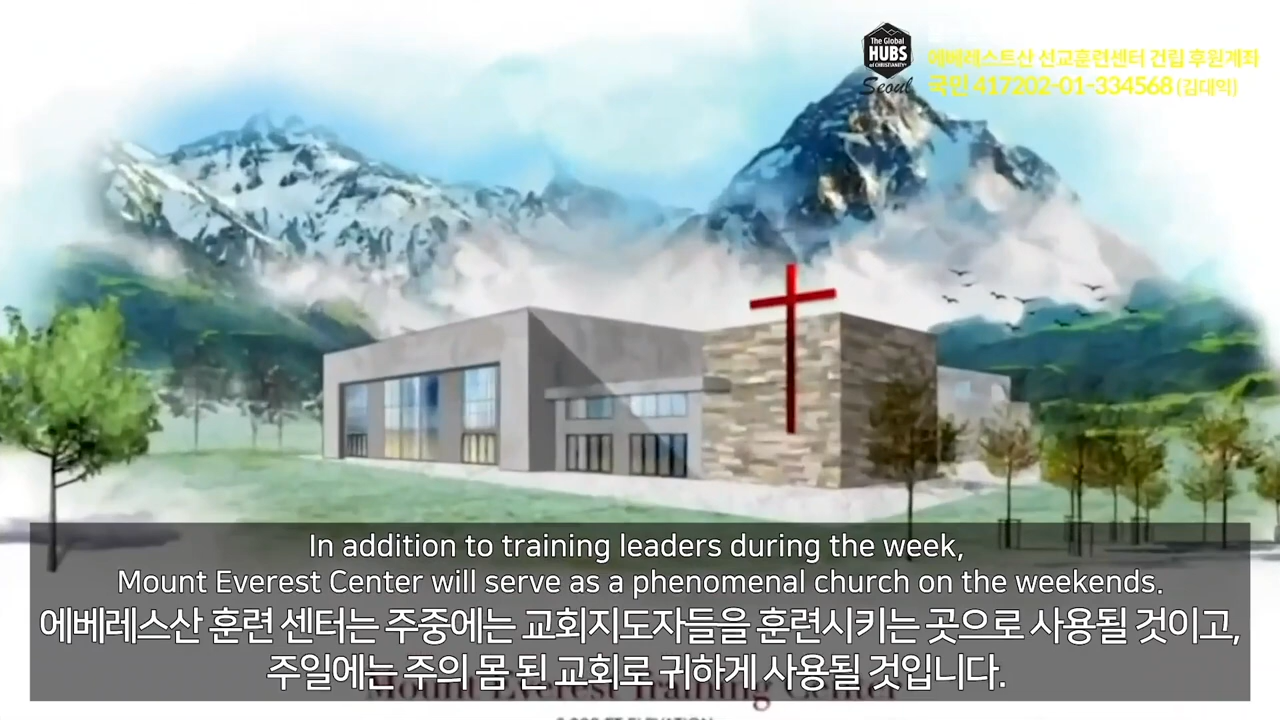 The Global
HUBS
of CHRISTIANITY
Seoul
에베레스트산 선교훈련센터 건립 후원계좌
국민 417202-01-334568 (김대억)
In addition to training leaders during the week,
Mount Everest Center will serve as a phenomenal church on the weekends.
에베레스산 훈련 센터는 주중에는 교회지도자들을 훈련시키는 곳으로 사용될 것이고,
주일에는 주의 몸 된 교회로 귀하게 사용될 것입니다.
Mount Everest Training Center